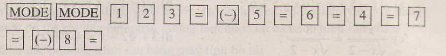 MODE MODE 1 2 3 = (–) 5 = 6 = 4 = 7
= (–) 8 =